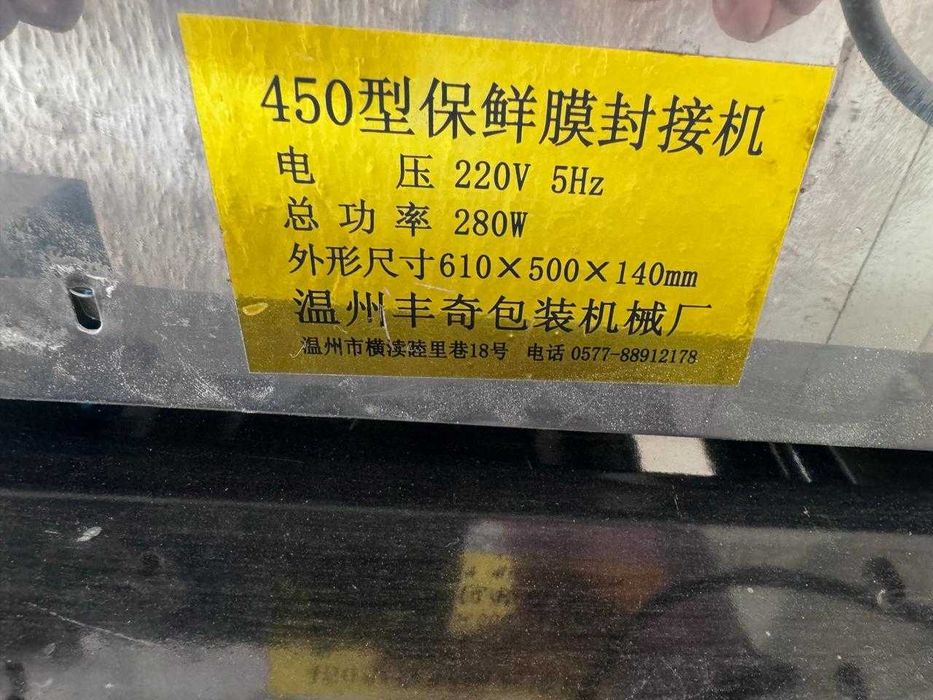 450型保鲜膜封接机
电 压 220V 5Hz
总功率 280W
外形尺寸610×500×140mm
温州丰奇包装机械厂
温州市横渎里巷18号 电话 0577-88912178